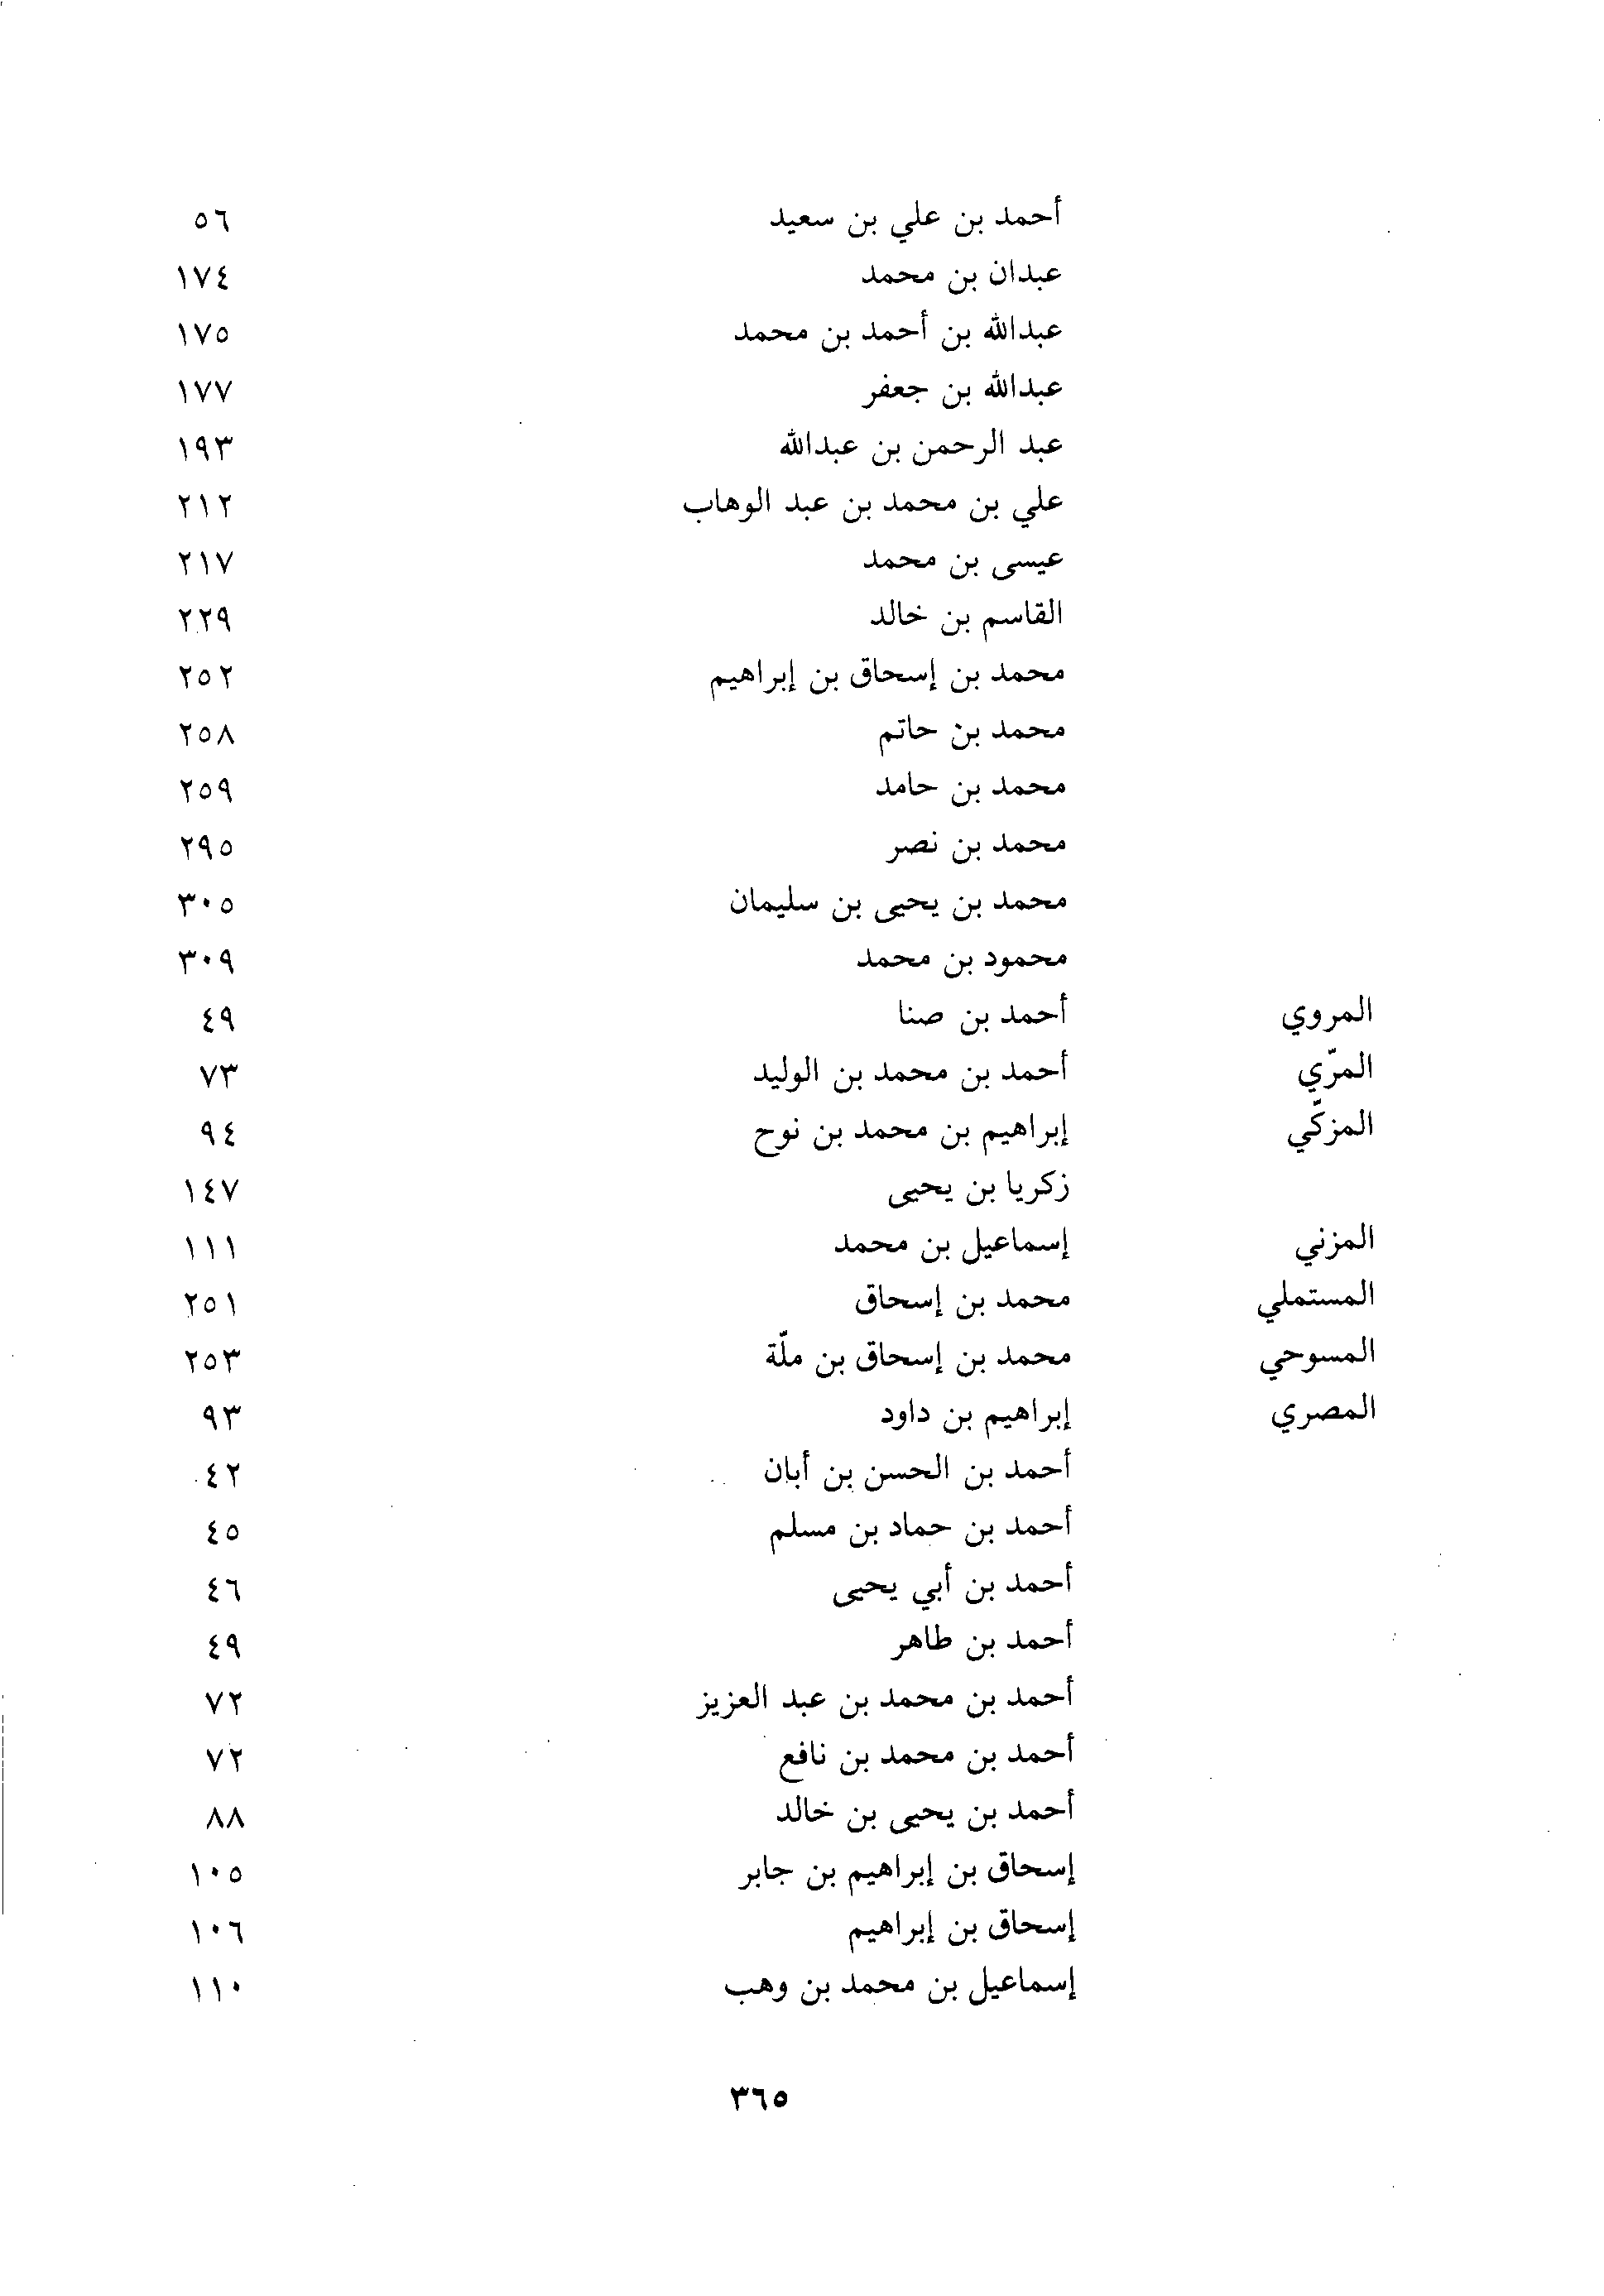 أحمد بن علي بن سعيد ٥٦
عبدان بن محمد ١٧٤
عبدالله بن أحمد بن محمد ١٧٥
عبدالله بن جعفر ١٧٧
عبد الرحمن بن عبدالله ١٩٣
علي بن محمد بن عبد الوهاب ٢١٢
عيسى بن محمد ٢١٧
القاسم بن خالد ٢٢٩
محمد بن إسحاق بن إبراهيم ٢٥٢
محمد بن حاتم ٢٥٨
محمد بن حامد ٢٥٩
محمد بن نصر ٢٩٥
محمد بن يحيى بن سليمان ٣٠٥
محمود بن محمد ٣٠٩
المروي أحمد بن صنا ٤٩
المرّي أحمد بن محمد بن الوليد ٧٣
المزكّي إبراهيم بن محمد بن نوح ٩٤
زكريا بن يحيى ١٤٧
المزني إسماعيل بن محمد ١١١
المستملي محمد بن إسحاق ٢٥١
المسوحي محمد بن إسحاق بن ملّة ٢٥٣
المصري إبراهيم بن داود ٩٣
أحمد بن الحسن بن أبان ٤٢
أحمد بن حماد بن مسلم ٤٥
أحمد بن أبي يحيى ٤٦
أحمد بن طاهر ٤٩
أحمد بن محمد بن عبد العزيز ٧٢
أحمد بن محمد بن نافع ٧٢
أحمد بن يحيى بن خالد ٨٨
إسحاق بن إبراهيم بن جابر ١٠٥
إسحاق بن إبراهيم ١٠٦
إسماعيل بن محمد بن وهب ١١٠
٣٦٥